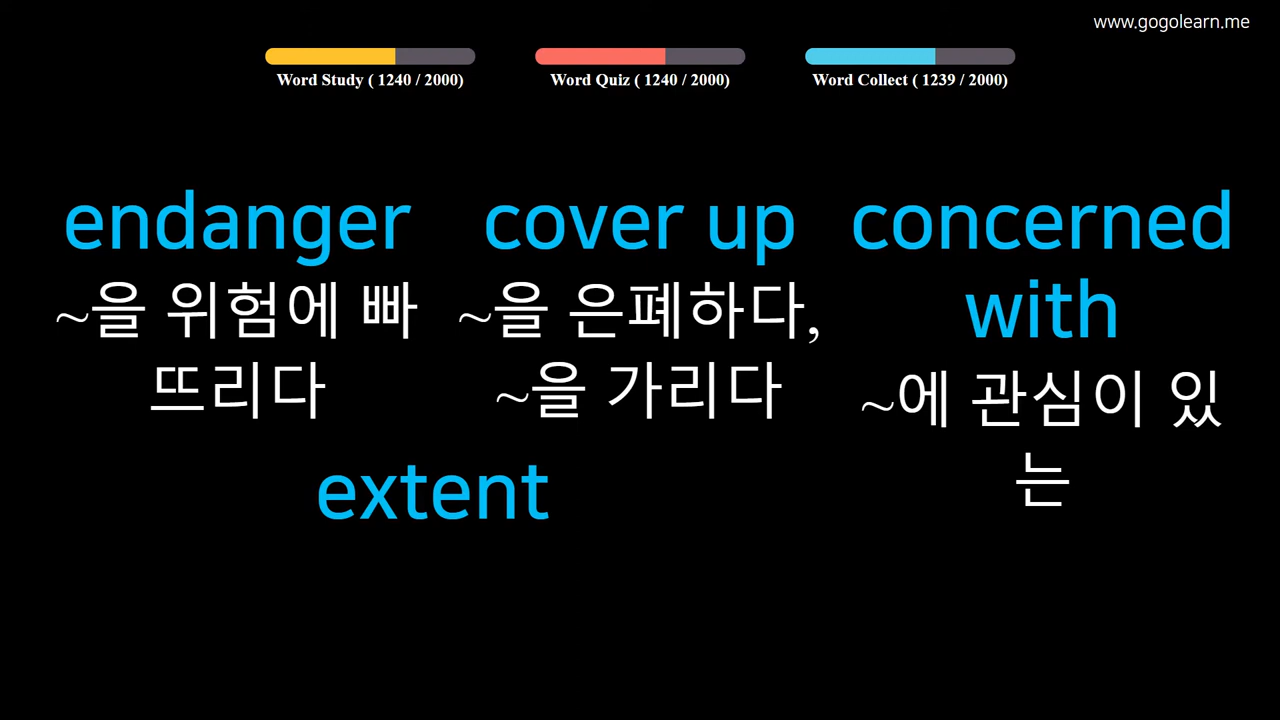 www.gogolearn.me
Word Study ( 1240 / 2000)
Word Quiz ( 1240 / 2000)
Word Collect ( 1239 / 2000)
endanger
~을 위험에 빠
뜨리다
cover up
~을 은폐하다,
~을 가리다
concerned
with
~에 관심이 있
는
extent